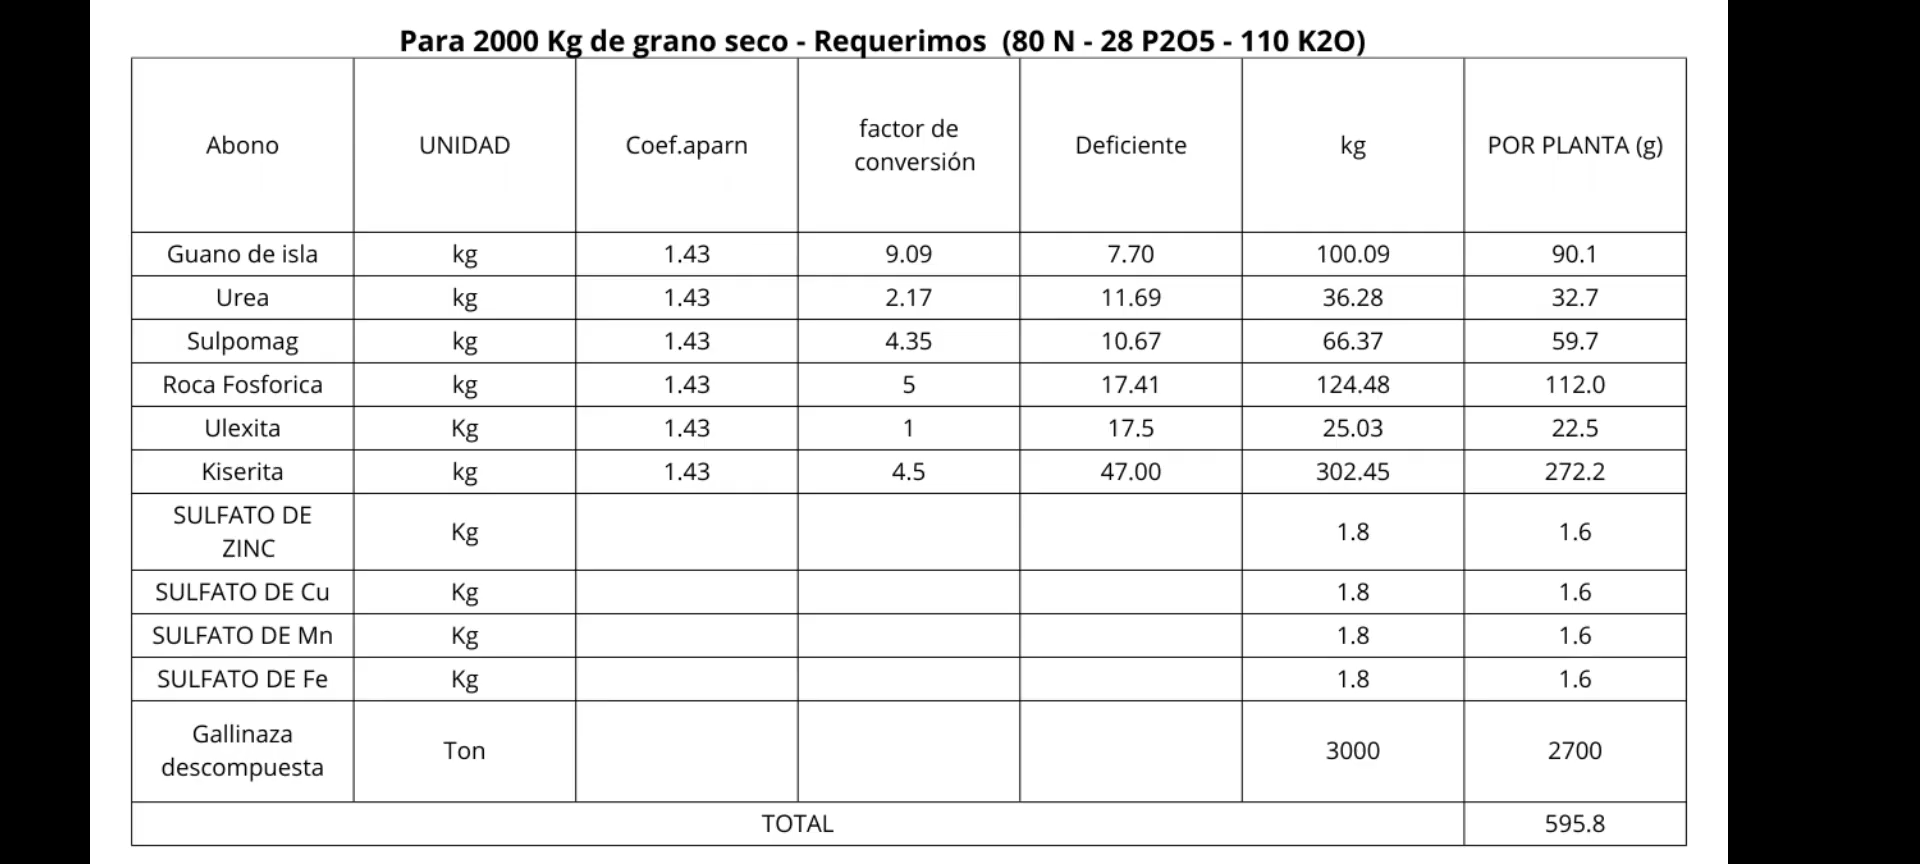 Para 2000 Kg de grano seco - Requerimos (80 N - 28 P2O5 - 110 K2O)
Abono UNIDAD Coef.aparn factor de conversión Deficiente kg POR PLANTA (g)
Guano de isla kg 1.43 9.09 7.70 100.09 90.1
Urea kg 1.43 2.17 11.69 36.28 32.7
Sulpomag kg 1.43 4.35 10.67 66.37 59.7
Roca Fosforica kg 1.43 5 17.41 124.48 112.0
Ulexita Kg 1.43 1 17.5 25.03 22.5
Kiserita kg 1.43 4.5 47.00 302.45 272.2
SULFATO DE ZINC Kg 1.8 1.6
SULFATO DE Cu Kg 1.8 1.6
SULFATO DE Mn Kg 1.8 1.6
SULFATO DE Fe Kg 1.8 1.6
Gallinaza descompuesta Ton 3000 2700
TOTAL 595.8